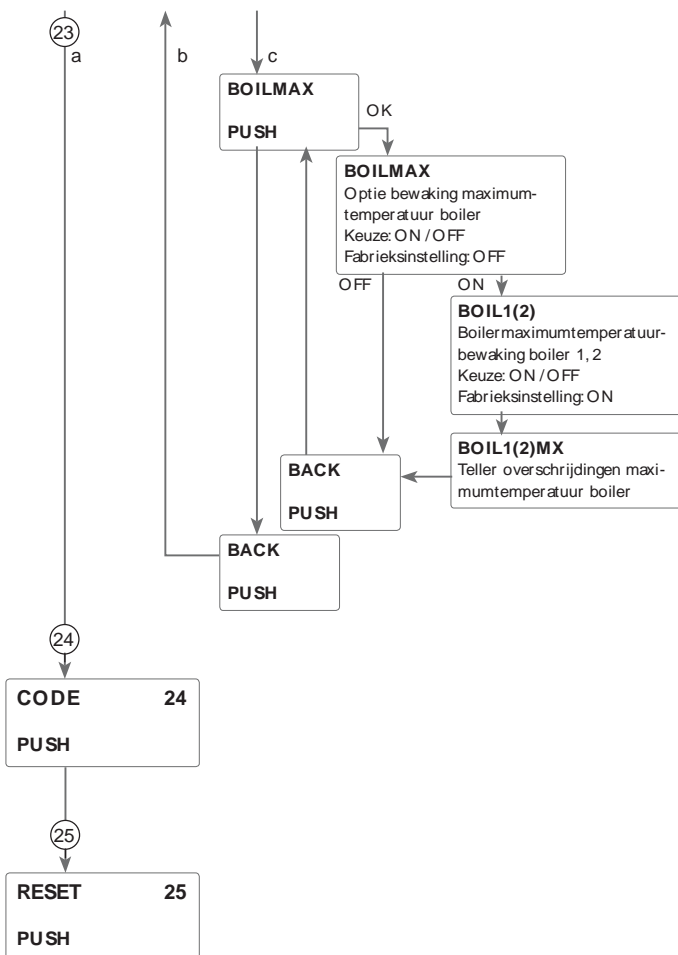 23
a
b
c
BOILMAX
PUSH
OK
BOILMAX
Optie bewaking maximum-
temperatuur boiler
Keuze: ON / OFF
Fabrieksinstelling: OFF
OFF
ON
BOIL1(2)
Boilermaximumtemperatuur-
bewaking boiler 1, 2
Keuze: ON / OFF
Fabrieksinstelling: ON
BOIL1(2)MX
Teller overschrijdingen maxi-
mumtemperatuur boiler
BACK
PUSH
BACK
PUSH
24
CODE 24
PUSH
25
RESET 25
PUSH